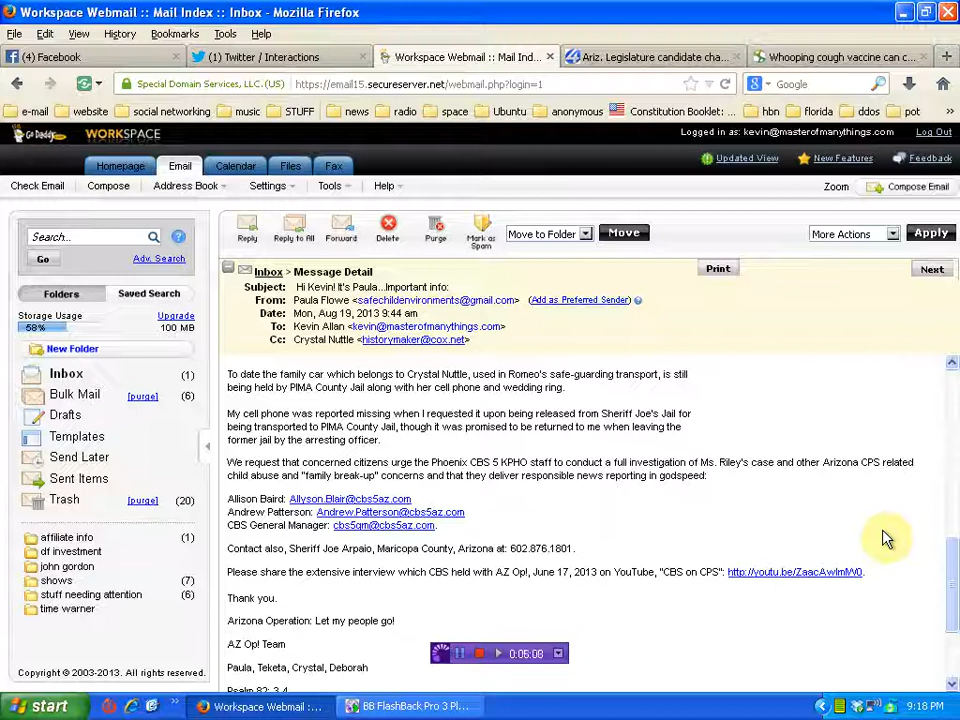 Workspace Webmail :: Mail Index :: Inbox - Mozilla Firefox
File Edit View History Bookmarks Tools Help
(4) Facebook × (1) Twitter / Interactions × Workspace Webmail :: Mail Ind... × Ariz. Legislature candidate cha... × Whooping cough vaccine can c... × +
Special Domain Services, LLC. (US) https://email15.secureserver.net/webmail.php?login=1 Google
e-mail website social networking music STUFF news radio space Ubuntu anonymous Constitution Booklet: ... hbn florida ddos pot
Go Daddy WORKSPACE Logged in as: kevin@masterofmanythings.com Log Out
Homepage Email Calendar Files Fax Updated View New Features Feedback
Check Email Compose Address Book Settings Tools Help Zoom Compose Email
Search... Go Adv. Search
Reply Reply to All Forward Delete Purge Mark as Spam Move to Folder Move More Actions Apply
Folders Saved Search
Storage Usage Upgrade
58% 100 MB
New Folder
Inbox (1)
Bulk Mail [purge] (6)
Drafts
Templates
Send Later
Sent Items
Trash [purge] (20)
affiliate info (1)
df investment
john gordon
shows (7)
stuff needing attention (6)
time warner
Copyright © 2003-2013. All rights reserved.
Inbox > Message Detail Print Next
Subject: Hi Kevin! It's Paula...Important info:
From: Paula Flowe <safechildenvironments@gmail.com> (Add as Preferred Sender)
Date: Mon, Aug 19, 2013 9:44 am
To: Kevin Allan <kevin@masterofmanythings.com>
Cc: Crystal Nuttle <historymaker@cox.net>
To date the family car which belongs to Crystal Nuttle, used in Romeo's safe-guarding transport, is still
being held by PIMA County Jail along with her cell phone and wedding ring.
My cell phone was reported missing when I requested it upon being released from Sheriff Joe's Jail for
being transported to PIMA County Jail, though it was promised to be returned to me when leaving the
former jail by the arresting officer.
We request that concerned citizens urge the Phoenix CBS 5 KPHO staff to conduct a full investigation of Ms. Riley's case and other Arizona CPS related
child abuse and "family break-up" concerns and that they deliver responsible news reporting in godspeed:
Allison Baird: Allyson.Blair@cbs5az.com
Andrew Patterson: Andrew.Patterson@cbs5az.com
CBS General Manager: cbs5gm@cbs5az.com.
Contact also, Sheriff Joe Arpaio, Maricopa County, Arizona at: 602.876.1801.
Please share the extensive interview which CBS held with AZ Op!, June 17, 2013 on YouTube, "CBS on CPS":
Thank you.
Arizona Operation: Let my people go!
AZ Op! Team
Paula, Teketa, Crystal, Deborah
Psalm 82: 3,4
0:05:08
start Workspace Webmail :... BB FlashBack Pro 3 Pl... 9:18 PM